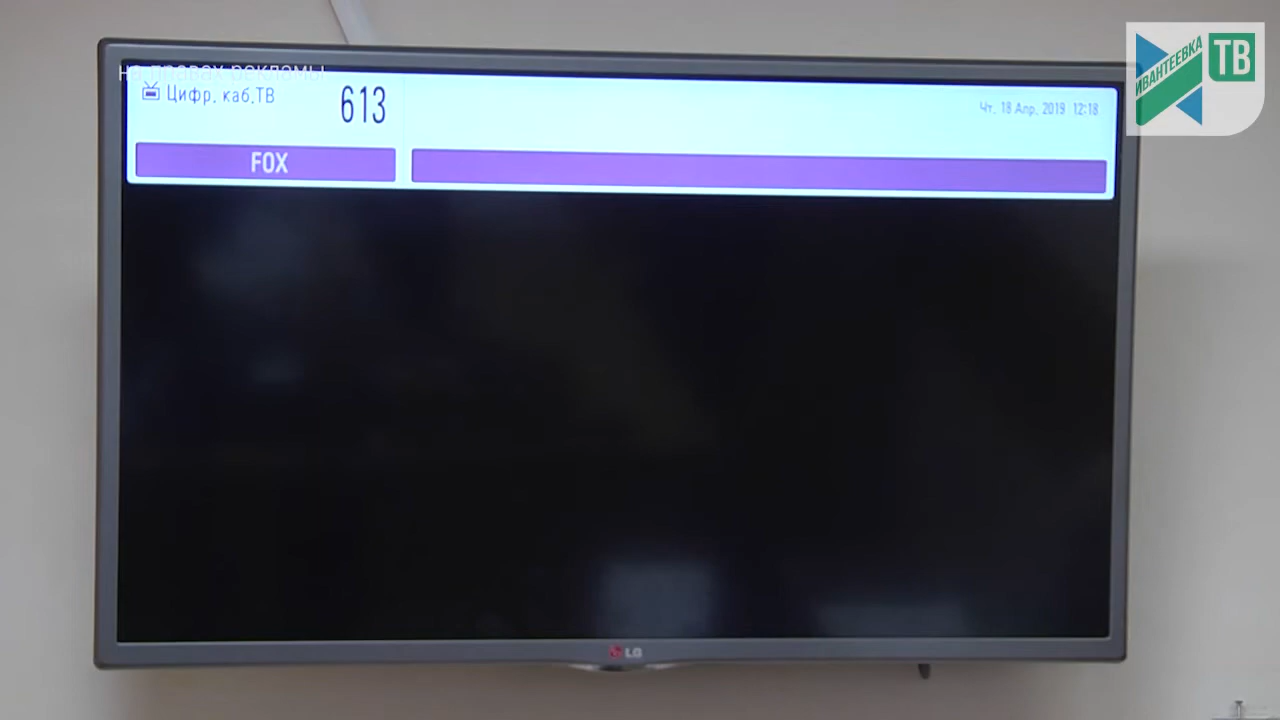 на правах рекламы
Цифр. каб.ТВ
613
Чт, 18 Апр, 2019 12:18
FOX
ИВАНТЕЕВКА
ТВ
LG